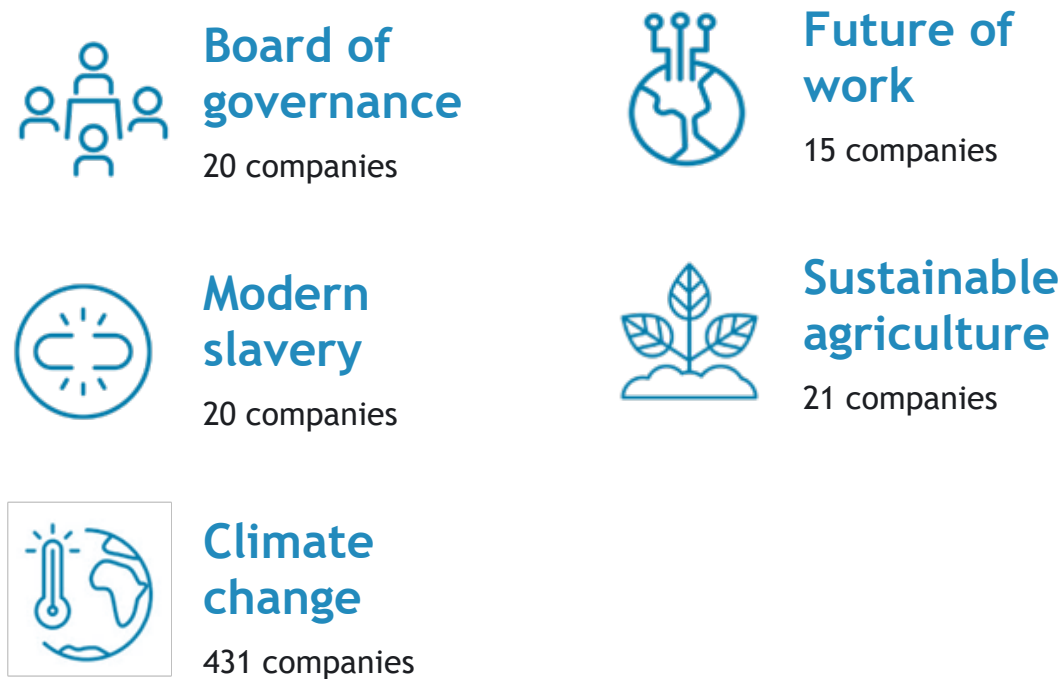 Board of
governance
20 companies
Future of
work
15 companies
Modern
slavery
20 companies
Sustainable
agriculture
21 companies
Climate
change
431 companies